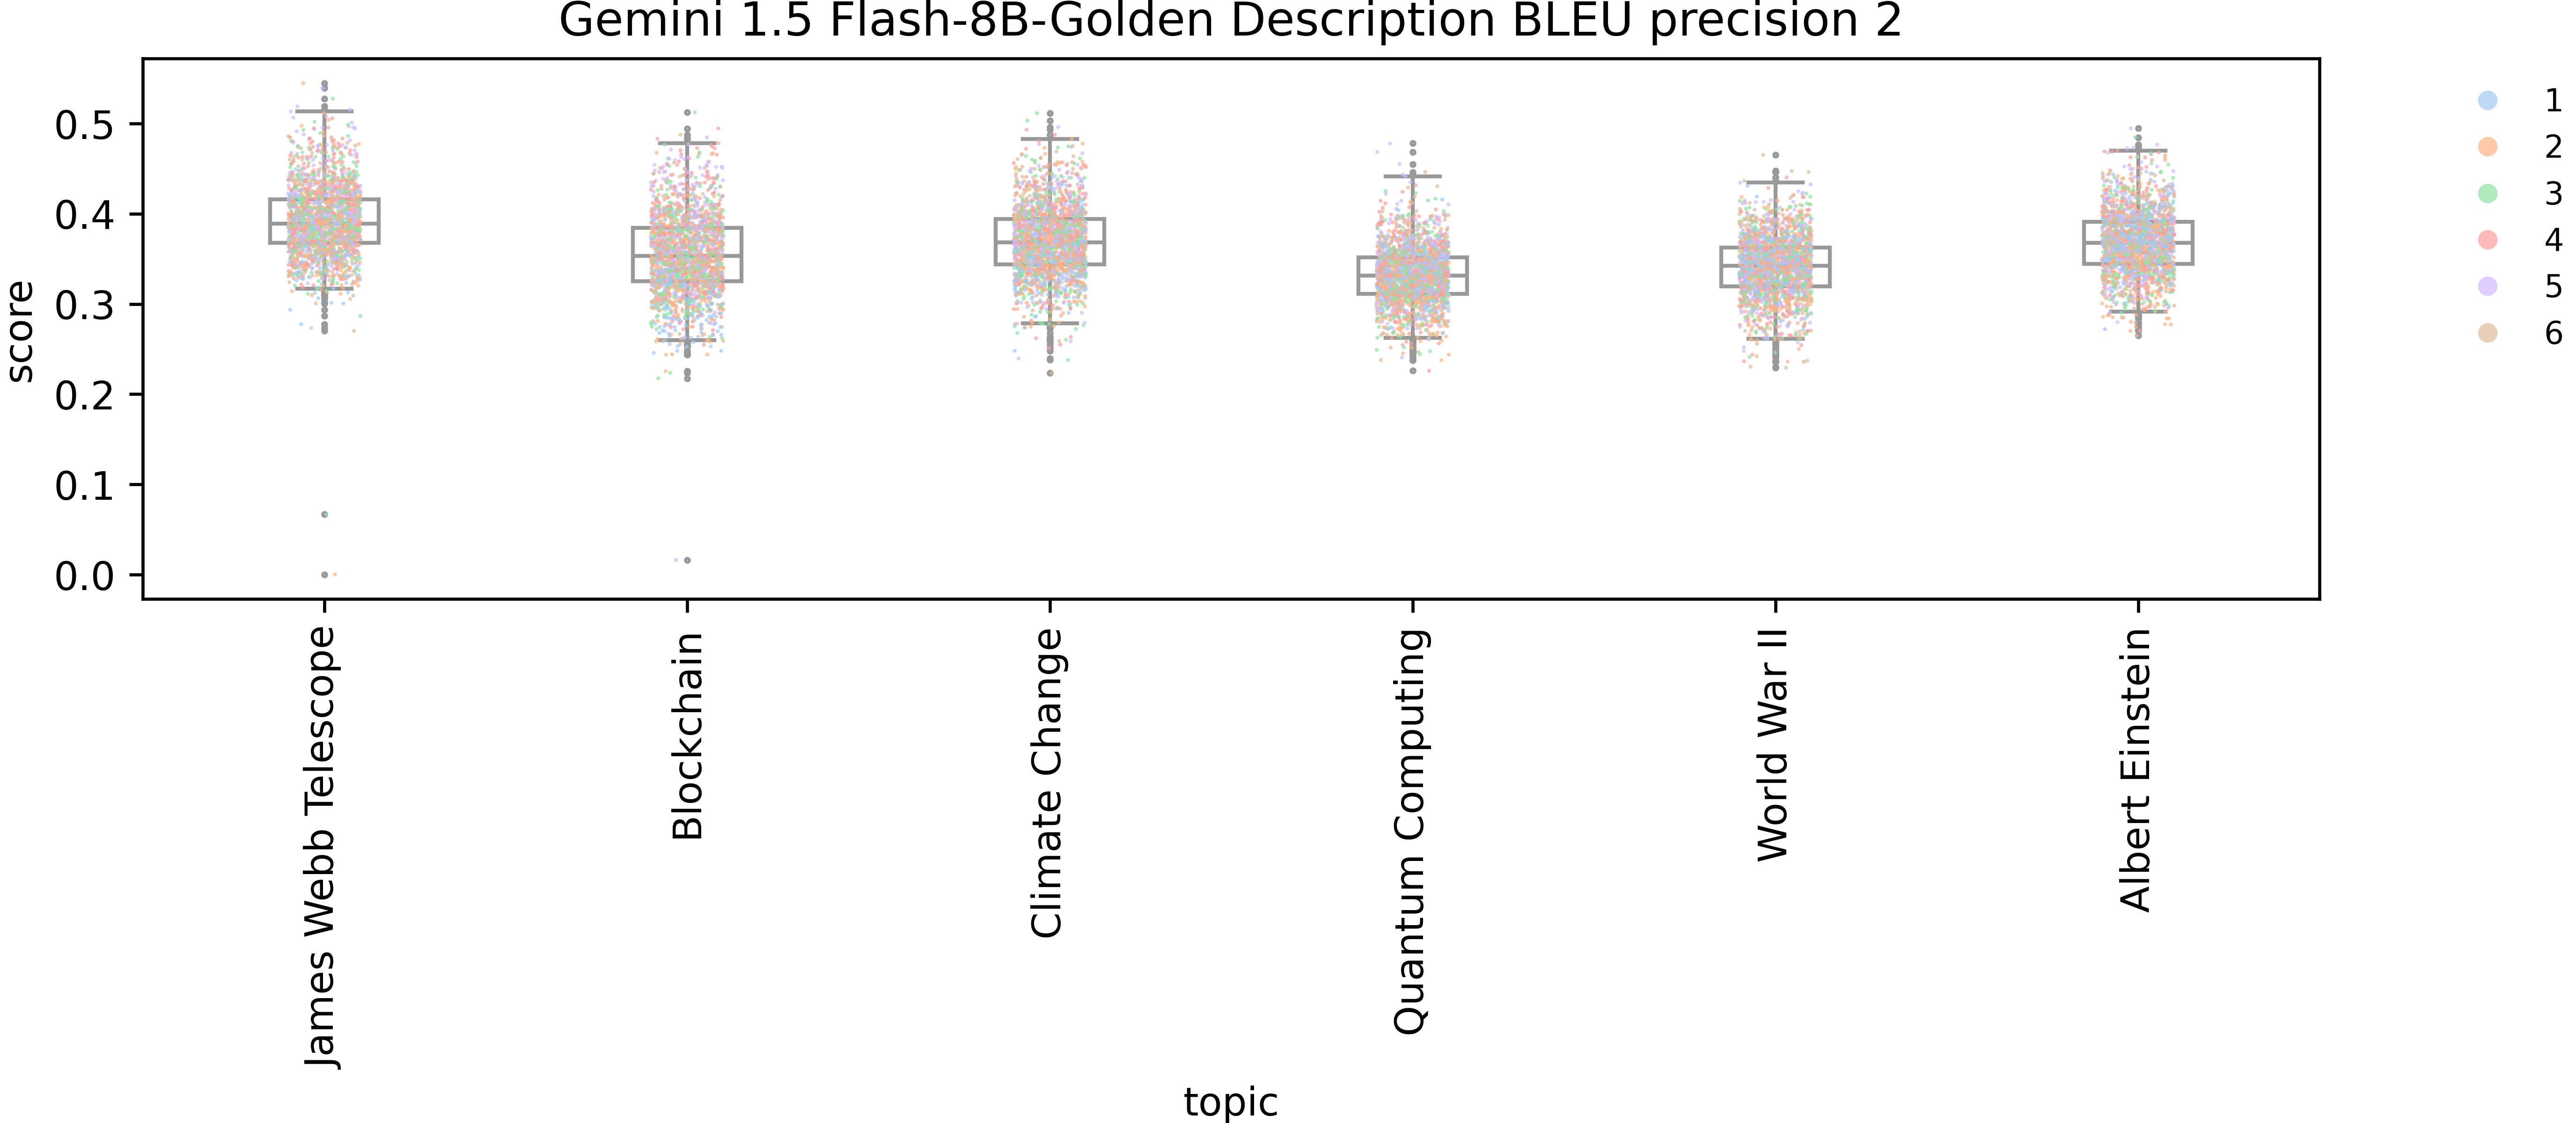 Gemini 1.5 Flash-8B-Golden Description BLEU precision 2
score
0.5
0.4
0.3
0.2
0.1
0.0
1
2
3
4
5
6
James Webb Telescope
Blockchain
Climate Change
Quantum Computing
World War II
Albert Einstein
topic